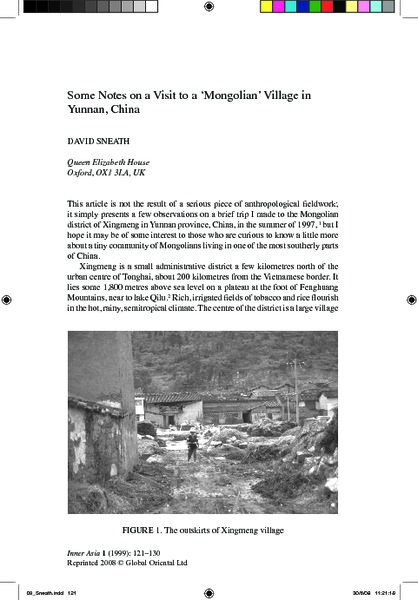 Some Notes on a Visit to a ‘Mongolian’ Village in
Yunnan, China
DAVID SNEATH
Queen Elizabeth House
Oxford, OX1 3LA, UK
This article is not the result of a serious piece of anthropological fieldwork;
it simply presents a few observations on a brief trip I made to the Mongolian
district of Xingmeng in Yunnan province, China, in the summer of 1997, ¹ but I
hope it may be of some interest to those who are curious to know a little more
about a tiny community of Mongolians living in one of the most southerly parts
of China.
Xingmeng is a small administrative district a few kilometres north of the
urban centre of Tonghai, about 200 kilometres from the Vietnamese border. It
lies some 1,800 meters above sea level on a plateau at the foot of Fenghuang
Mountains, near to lake Qilu.² Rich, irrigated fields of tobacco and rice flourish
in the hot, rainy, semitropical climate. The centre of the district is a large village
FIGURE 1. The outskirts of Xingmeng village
Inner Asia 1 (1999): 121–130
Reprinted 2008 © Global Oriental Ltd
08_Sneath.indd 121
30/6/08 11:21:18